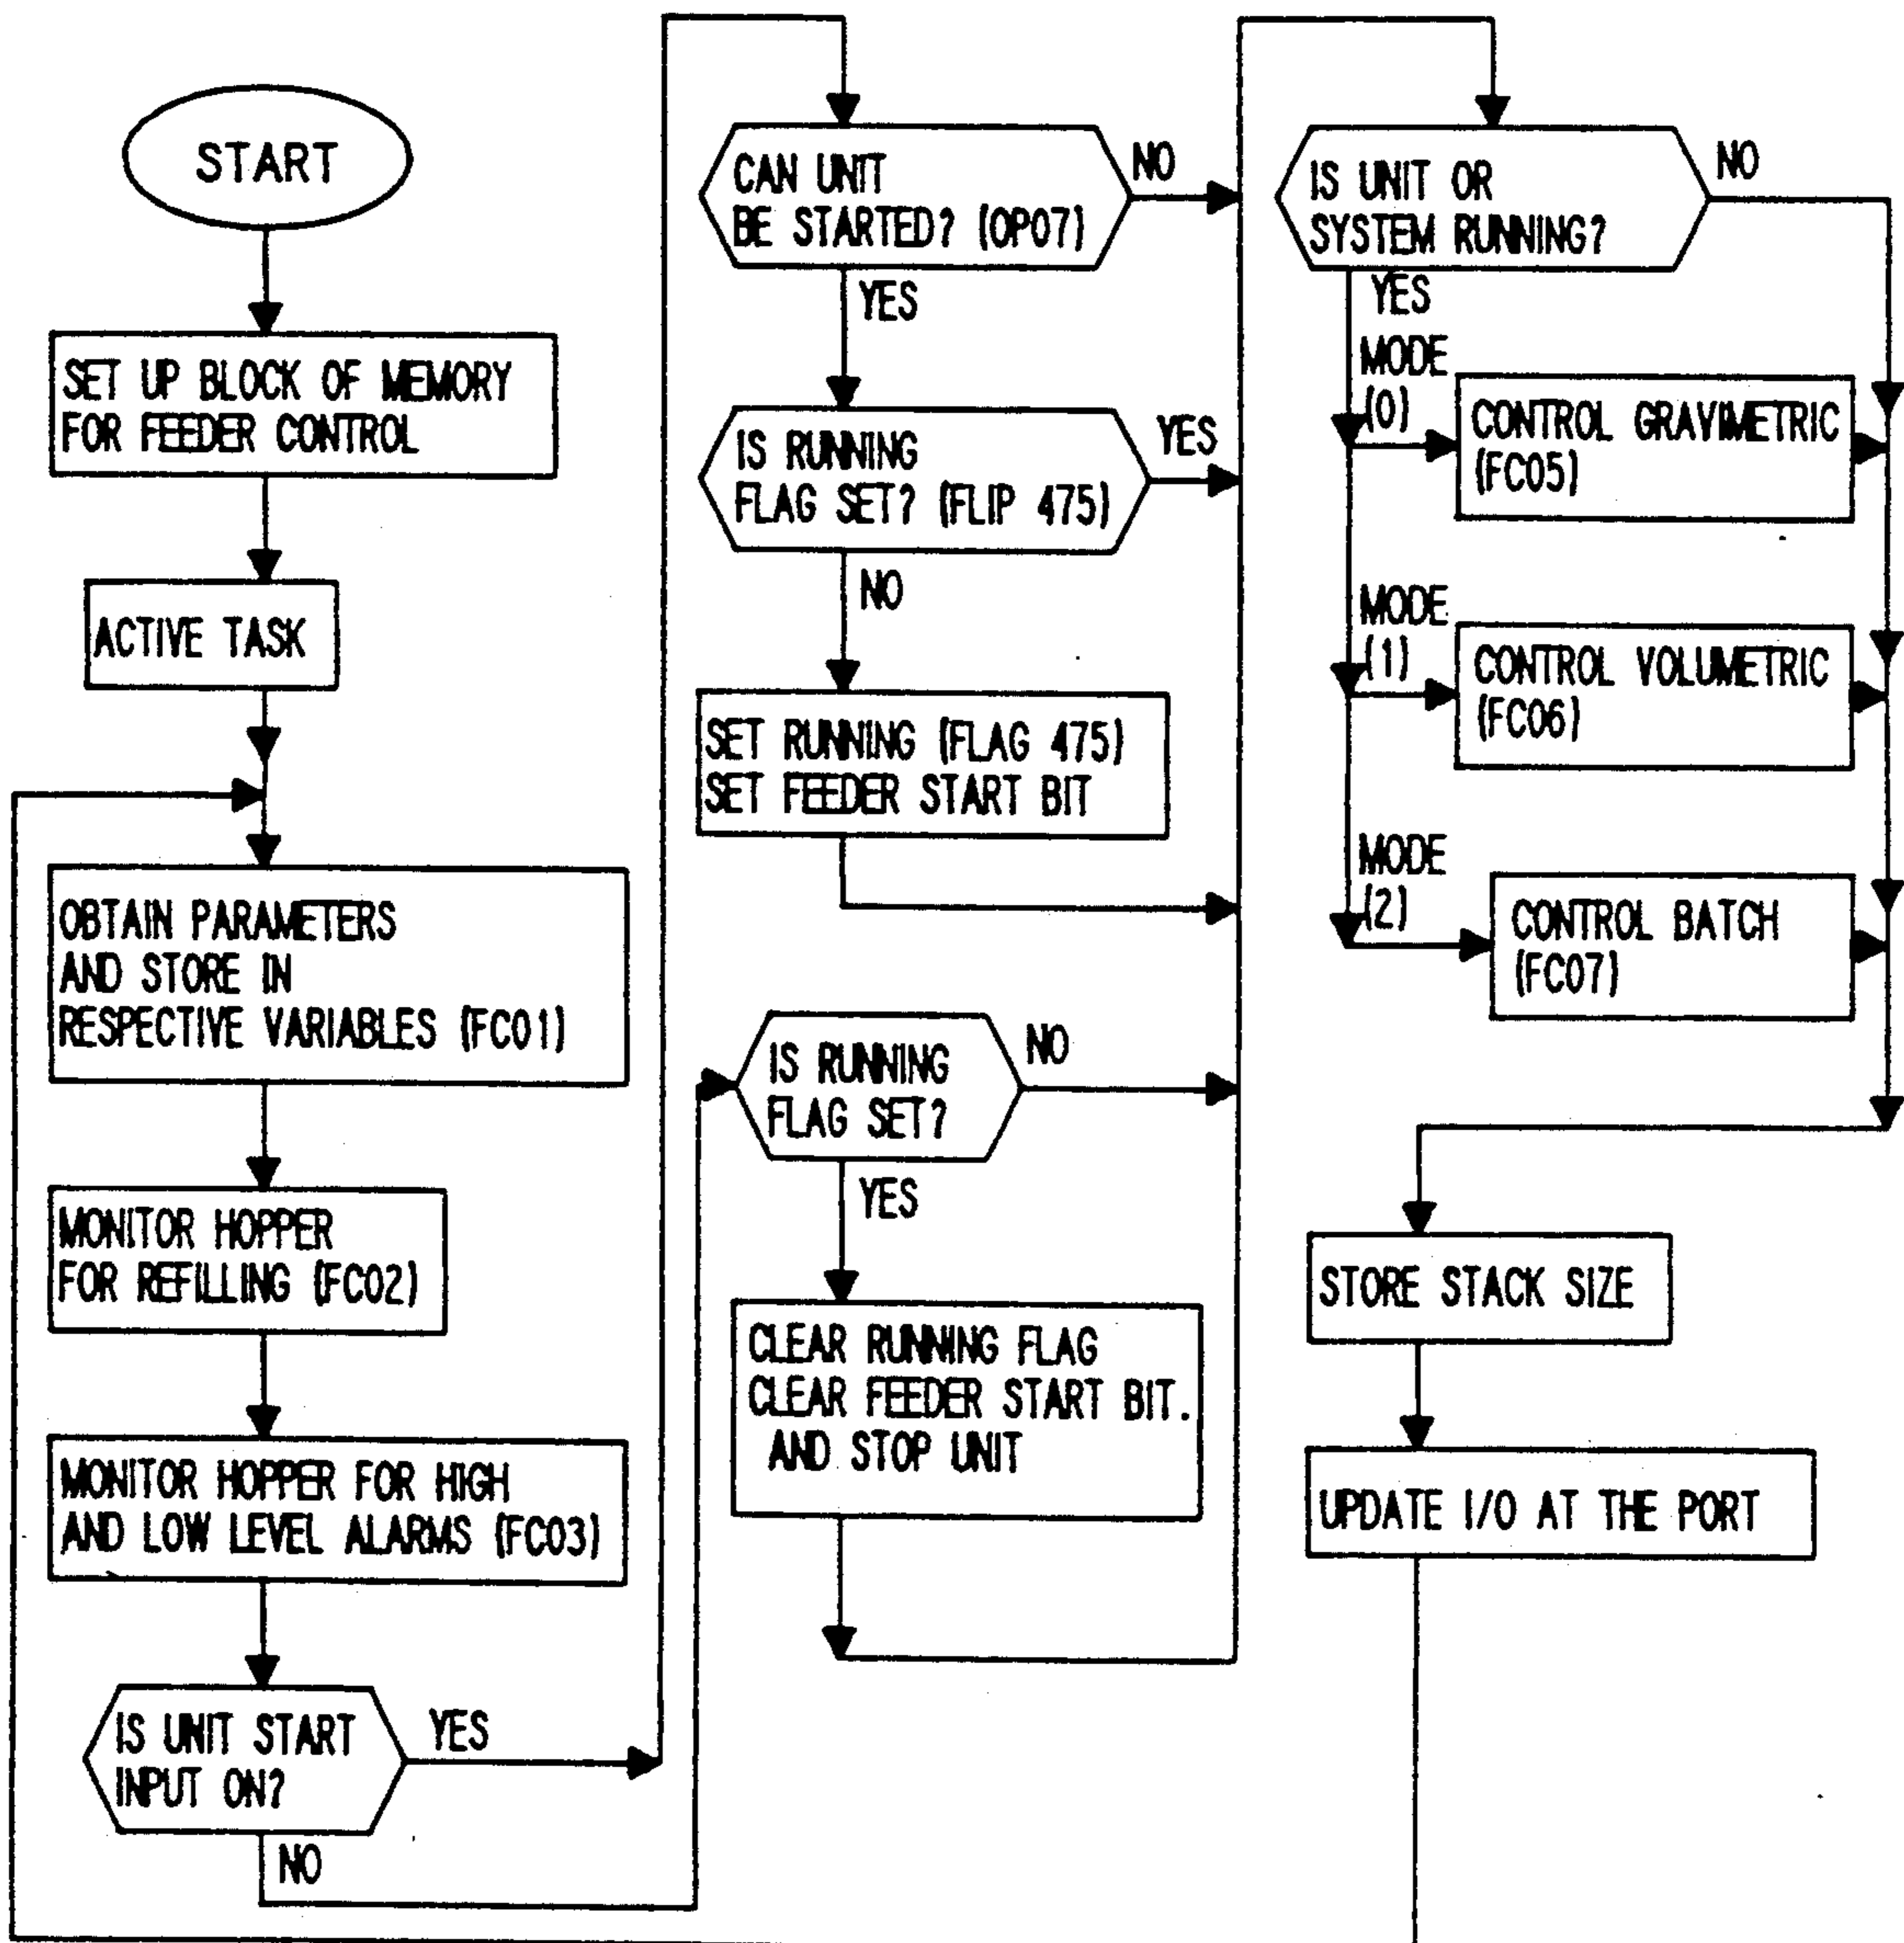 START
SET UP BLOCK OF MEMORY
FOR FEEDER CONTROL
ACTIVE TASK
OBTAIN PARAMETERS
AND STORE IN
RESPECTIVE VARIABLES (FC01)
MONITOR HOPPER
FOR REFILLING (FC02)
MONITOR HOPPER FOR HIGH
AND LOW LEVEL ALARMS (FC03)
IS UNIT START
INPUT ON?
YES
NO
CAN UNIT
BE STARTED? (OP07)
NO
YES
IS RUNNING
FLAG SET? (FLIP 475)
YES
NO
SET RUNNING (FLAG 475)
SET FEEDER START BIT
IS RUNNING
FLAG SET?
NO
YES
CLEAR RUNNING FLAG
CLEAR FEEDER START BIT.
AND STOP UNIT
IS UNIT OR
SYSTEM RUNNING?
NO
YES
MODE
(0)
CONTROL GRAVIMETRIC
(FC05)
MODE
(1)
CONTROL VOLUMETRIC
(FC06)
MODE
(2)
CONTROL BATCH
(FC07)
STORE STACK SIZE
UPDATE I/O AT THE PORT